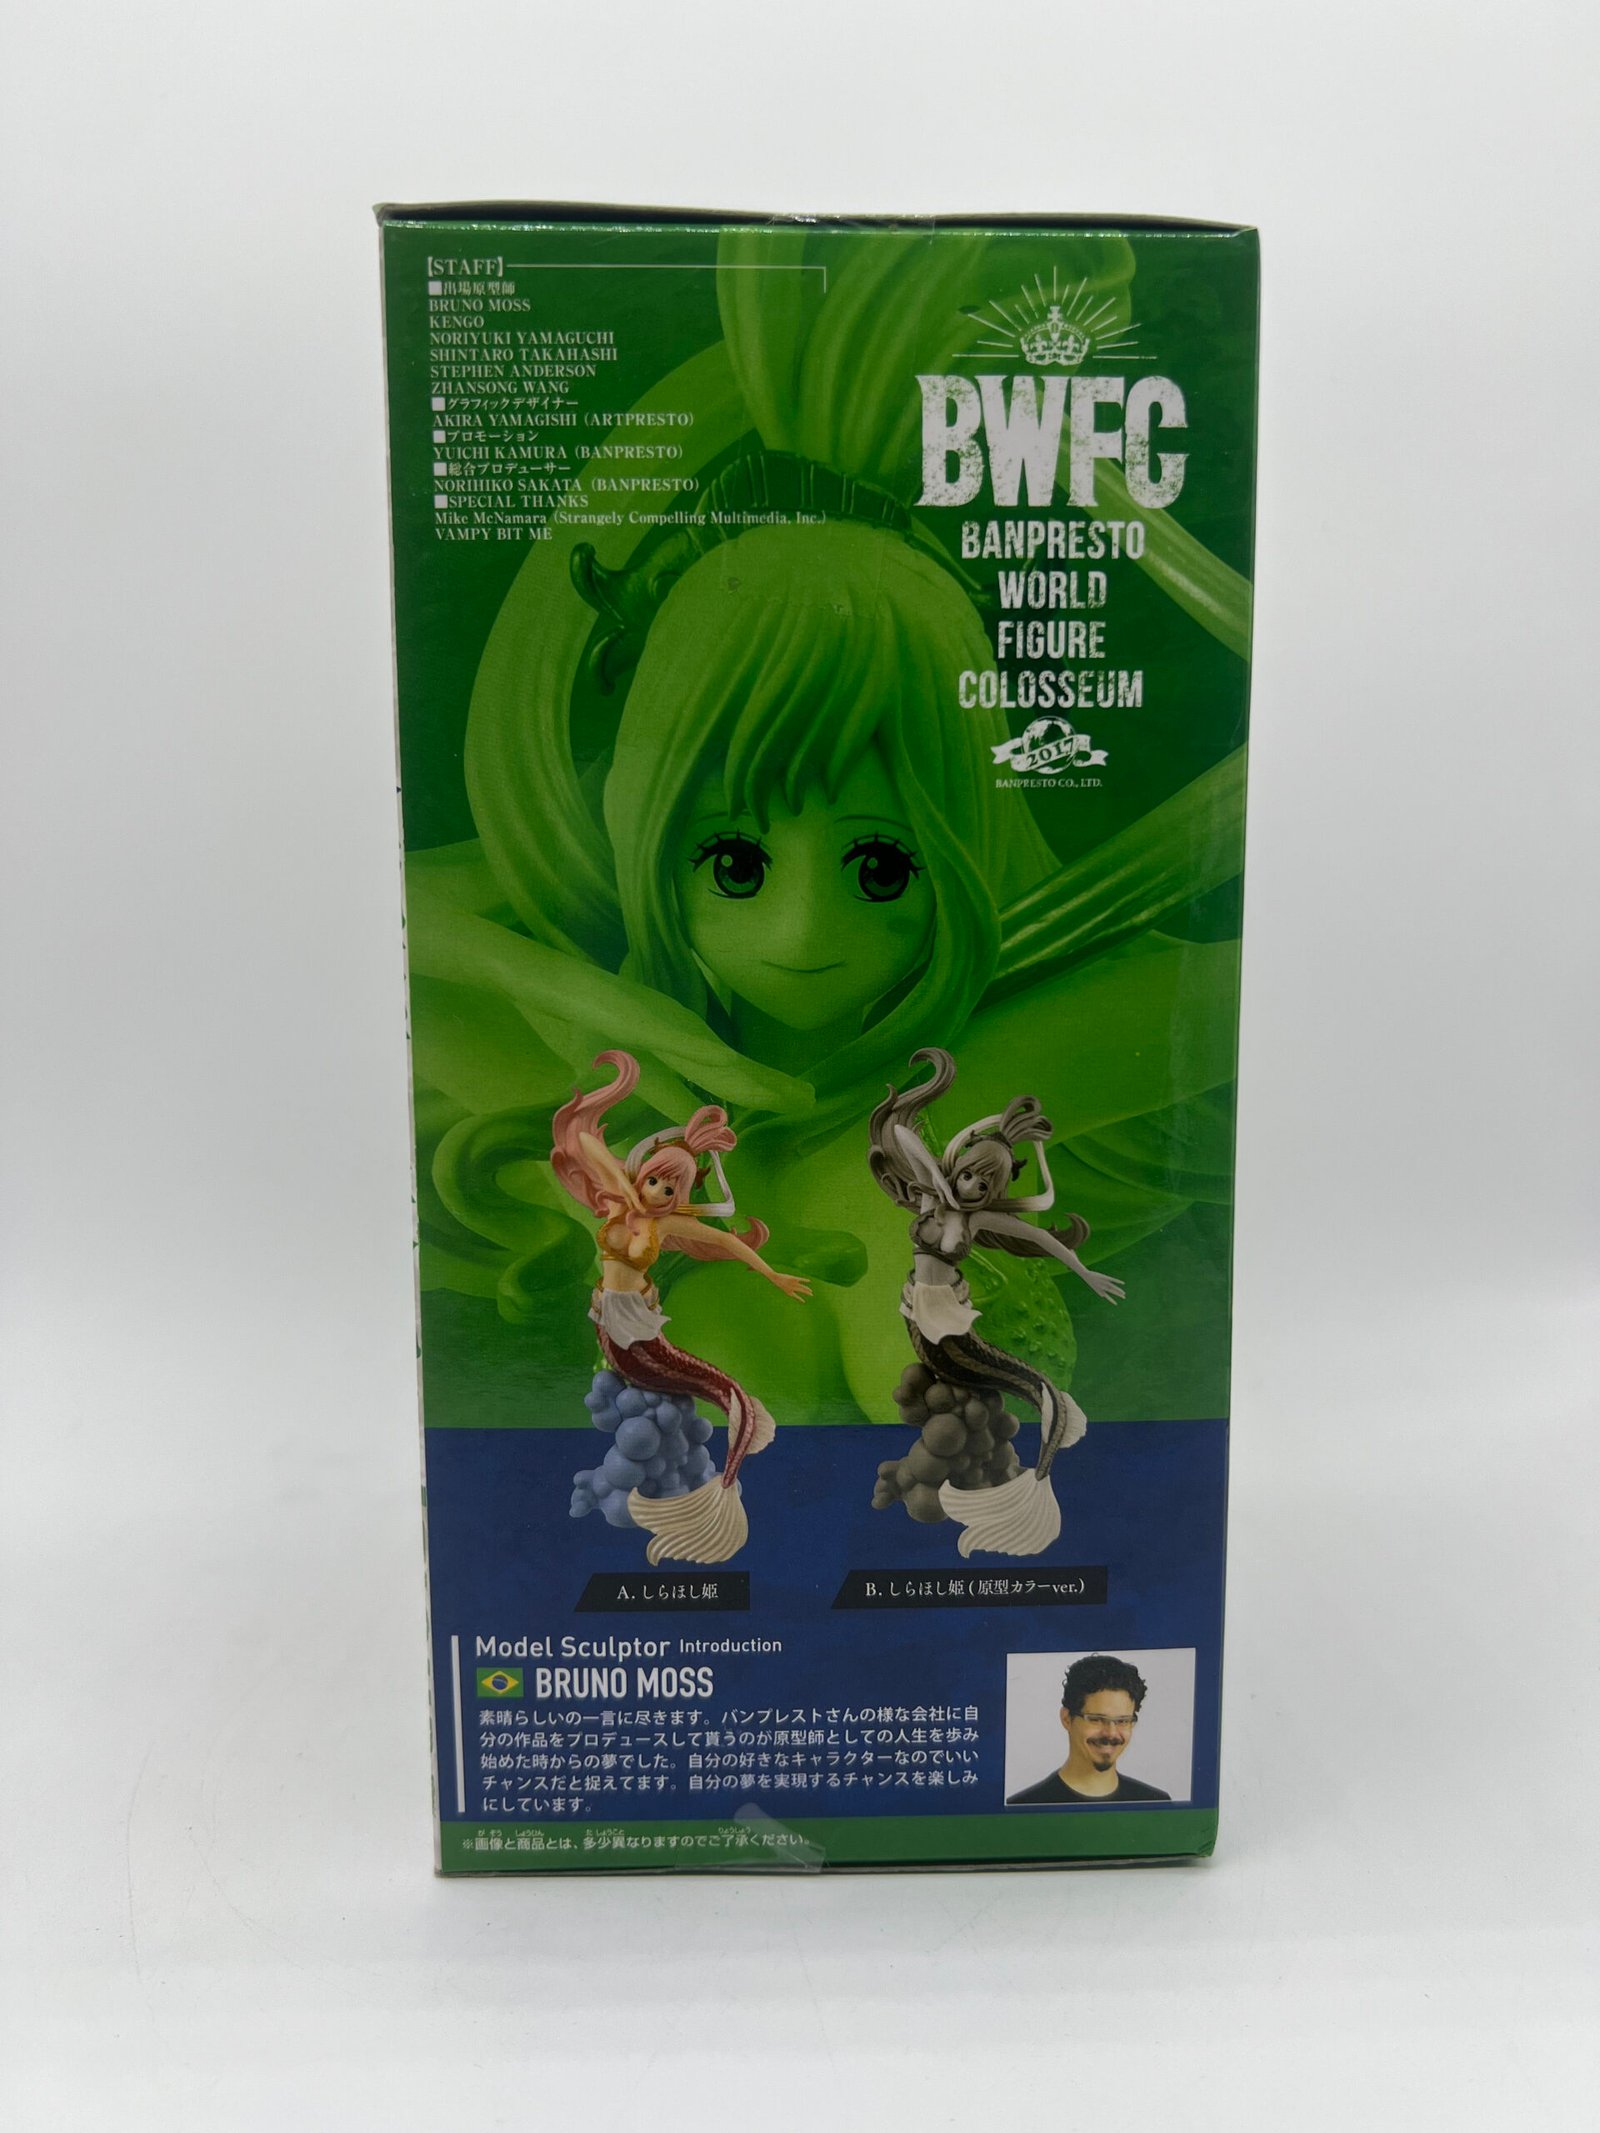 【STAFF】
■出場原型師
BRUNO MOSS
KENGO
NORIYUKI YAMAGUCHI
SHINTARO TAKAHASHI
STEPHEN ANDERSON
ZHANSONG WANG
■グラフィックデザイナー
AKIRA YAMAGISHI (ARTPRESTO)
■プロモーション
YUICHI KAMURA (BANPRESTO)
■総合プロデューサー
NORIHIKO SAKATA (BANPRESTO)
■SPECIAL THANKS
Mike McNamara (Strangely Compelling Multimedia, Inc.)
VAMPY BIT ME
BWFC
BANPRESTO
WORLD
FIGURE
COLOSSEUM
2017
BANPRESTO CO., LTD.
A. しらほし姫
B. しらほし姫 (原型カラーver.)
Model Sculptor Introduction
BRUNO MOSS
素晴らしいの一言に尽きます。バンプレストさんの様な会社に自
分の作品をプロデュースして貰うのが原型師としての人生を歩み
始めた時からの夢でした。自分の好きなキャラクターなのでいい
チャンスだと捉えてます。自分の夢を実現するチャンスを楽しみ
にしています。
※画像と商品とは、多少異なりますのでご了承ください。